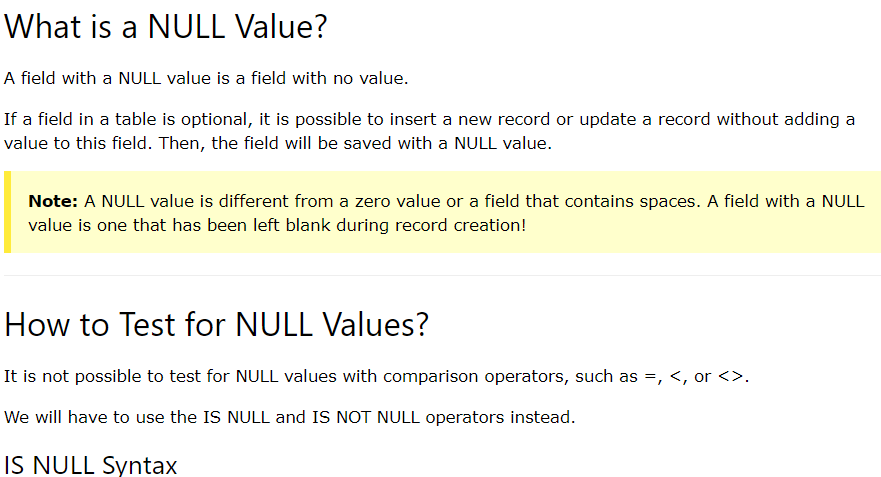 What is a NULL Value?
A field with a NULL value is a field with no value.
If a field in a table is optional, it is possible to insert a new record or update a record without adding a
value to this field. Then, the field will be saved with a NULL value.
Note: A NULL value is different from a zero value or a field that contains spaces. A field with a NULL
value is one that has been left blank during record creation!
How to Test for NULL Values?
It is not possible to test for NULL values with comparison operators, such as =, <, or <>.
We will have to use the IS NULL and IS NOT NULL operators instead.
IS NULL Syntax